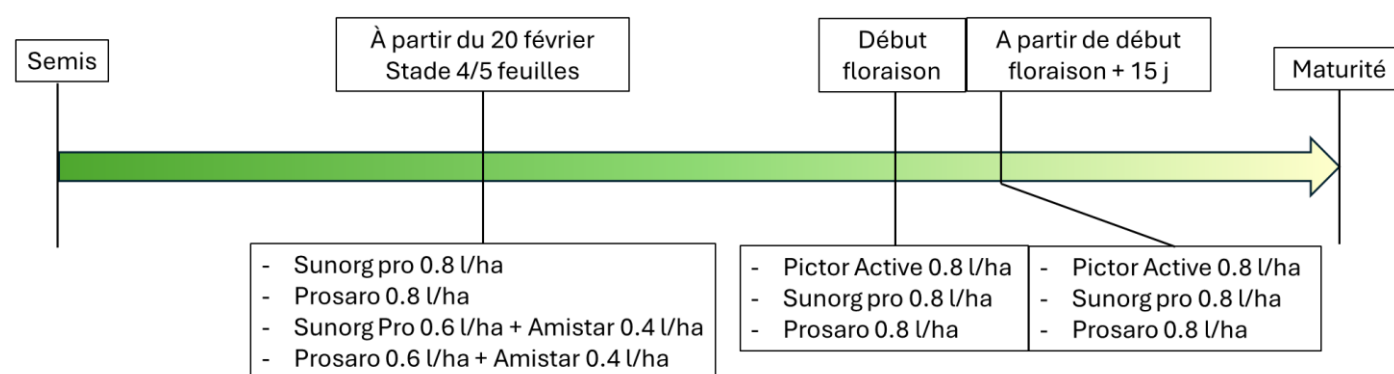 Semis
À partir du 20 février
Stade 4/5 feuilles
Début
floraison
A partir de début
floraison + 15 j
Maturité
- Sunorg pro 0.8 l/ha
- Prosaro 0.8 l/ha
- Sunorg Pro 0.6 l/ha + Amistar 0.4 l/ha
- Prosaro 0.6 l/ha + Amistar 0.4 l/ha
- Pictor Active 0.8 l/ha
- Sunorg pro 0.8 l/ha
- Prosaro 0.8 l/ha
- Pictor Active 0.8 l/ha
- Sunorg pro 0.8 l/ha
- Prosaro 0.8 l/ha